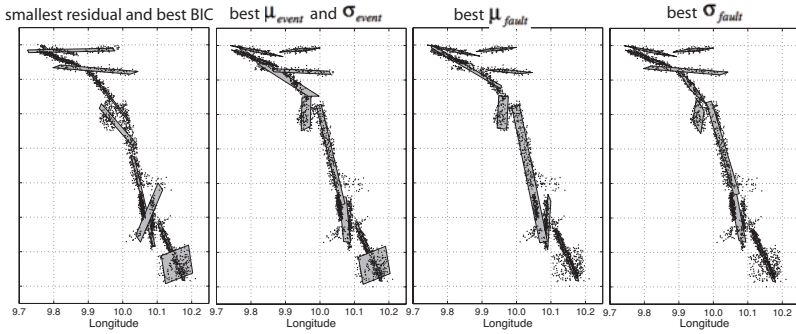 smallest residual and best BIC
best μevent and σevent
best μfault
best σfault
9.7 9.8 9.9 10.0 10.1 10.2
Longitude
9.7 9.8 9.9 10.0 10.1 10.2
Longitude
9.7 9.8 9.9 10.0 10.1 10.2
Longitude
9.7 9.8 9.9 10.0 10.1 10.2
Longitude